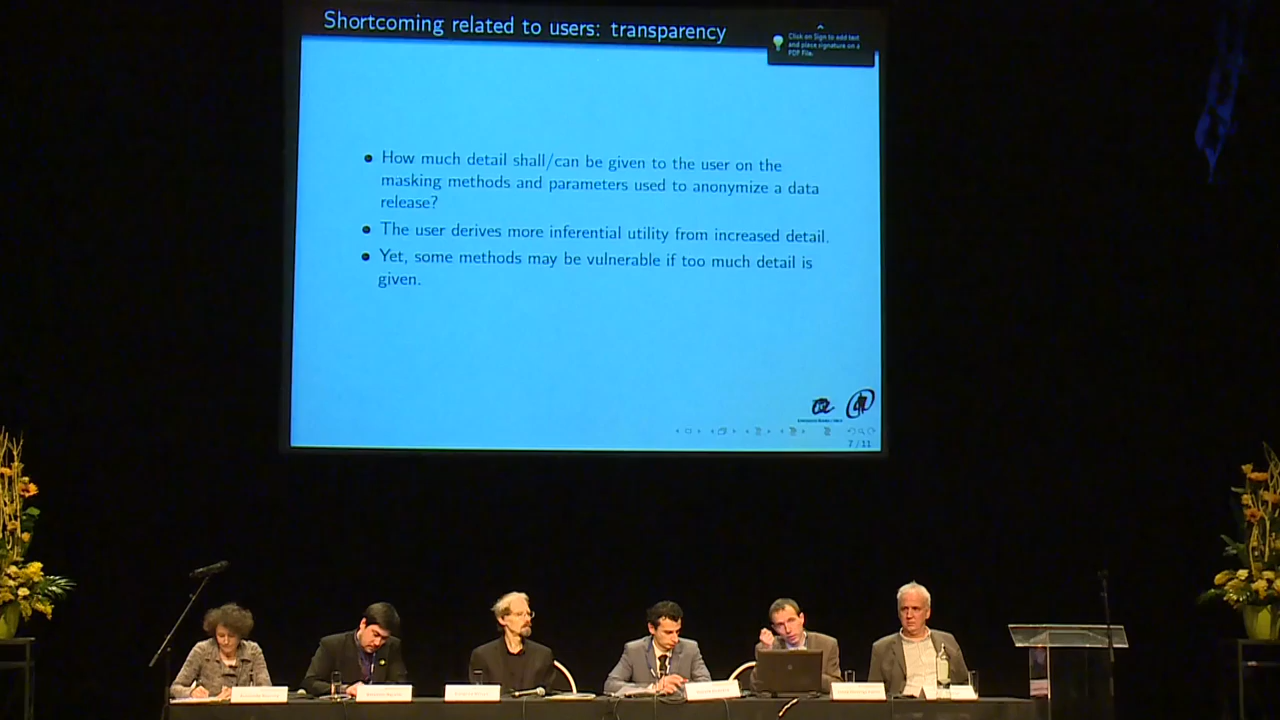 Shortcoming related to users: transparency
Click on Sign to add text
and place signature on a
PDF File.
How much detail shall/can be given to the user on the
masking methods and parameters used to anonymize a data
release?
The user derives more inferential utility from increased detail.
Yet, some methods may be vulnerable if too much detail is
given.
7 / 11